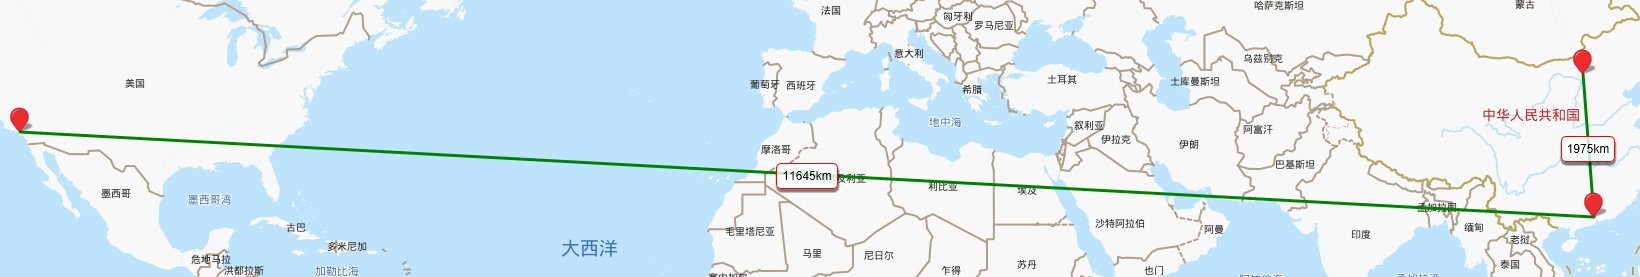 法国
匈牙利
罗马尼亚
哈萨克斯坦
蒙古
意大利
乌兹别克
美国
葡萄牙
西班牙
希腊
土耳其
土库曼斯坦
地中海
叙利亚
伊拉克
阿富汗
中华人民共和国
摩洛哥
伊朗
1975km
巴基斯坦
11645km
及利亚
利比亚
埃及
墨西哥
墨西哥湾
孟加拉国
古巴
毛里塔尼亚
沙特阿拉伯
阿曼
印度
缅甸
老挝
大西洋
多米尼加
危地马拉
马里
尼日尔
苏丹
泰国
洪都拉斯
加勒比海
乍得
也门